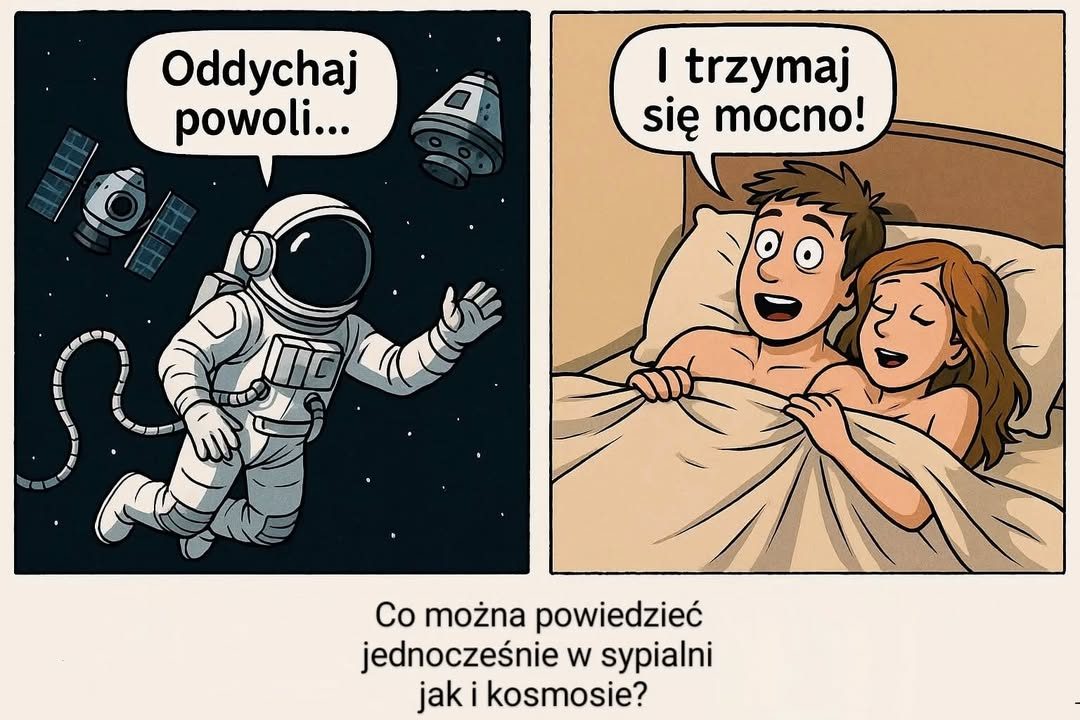 Oddychaj
powoli...
I trzymaj
się mocno!
Co można powiedzieć
jednocześnie w sypialni
jak i kosmosie?